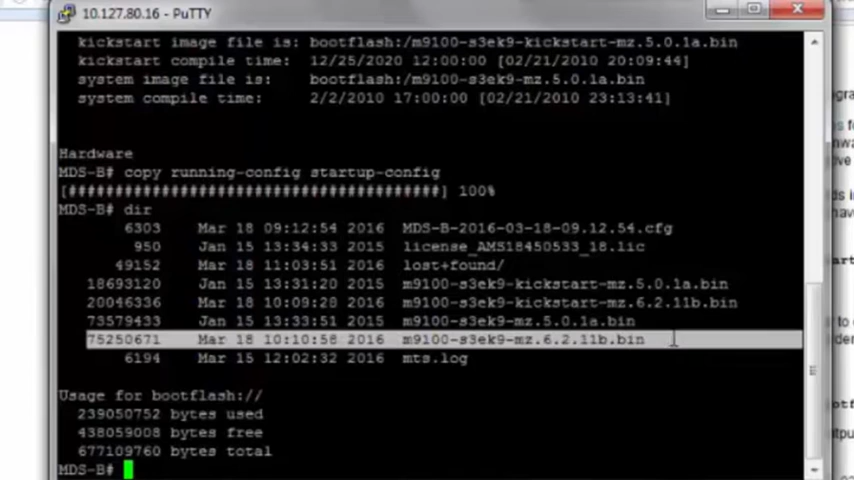 10.127.80.16 - PuTTY
kickstart image file is: bootflash:/m9100-s3ek9-kickstart-mz.5.0.1a.bin
kickstart compile time: 12/25/2020 12:00:00 [02/21/2010 20:09:44]
system image file is: bootflash:/m9100-s3ek9-mz.5.0.1a.bin
system compile time: 2/2/2010 17:00:00 [02/21/2010 23:13:41]
Hardware
MDS-B# copy running-config startup-config
[########################################] 100%
MDS-B# dir
6303 Mar 18 09:12:54 2016 MDS-B-2016-03-18-09.12.54.cfg
950 Jan 15 13:34:33 2015 license_AMS18450533_18.lic
49152 Mar 18 11:03:51 2016 lost+found/
18693120 Jan 15 13:31:20 2015 m9100-s3ek9-kickstart-mz.5.0.1a.bin
20046336 Mar 18 10:09:28 2016 m9100-s3ek9-kickstart-mz.6.2.11b.bin
73579433 Jan 15 13:33:51 2015 m9100-s3ek9-mz.5.0.1a.bin
75250671 Mar 18 10:10:58 2016 m9100-s3ek9-mz.6.2.11b.bin
6194 Mar 15 12:02:32 2016 mts.log
Usage for bootflash://
239050752 bytes used
438059008 bytes free
677109760 bytes total
MDS-B#